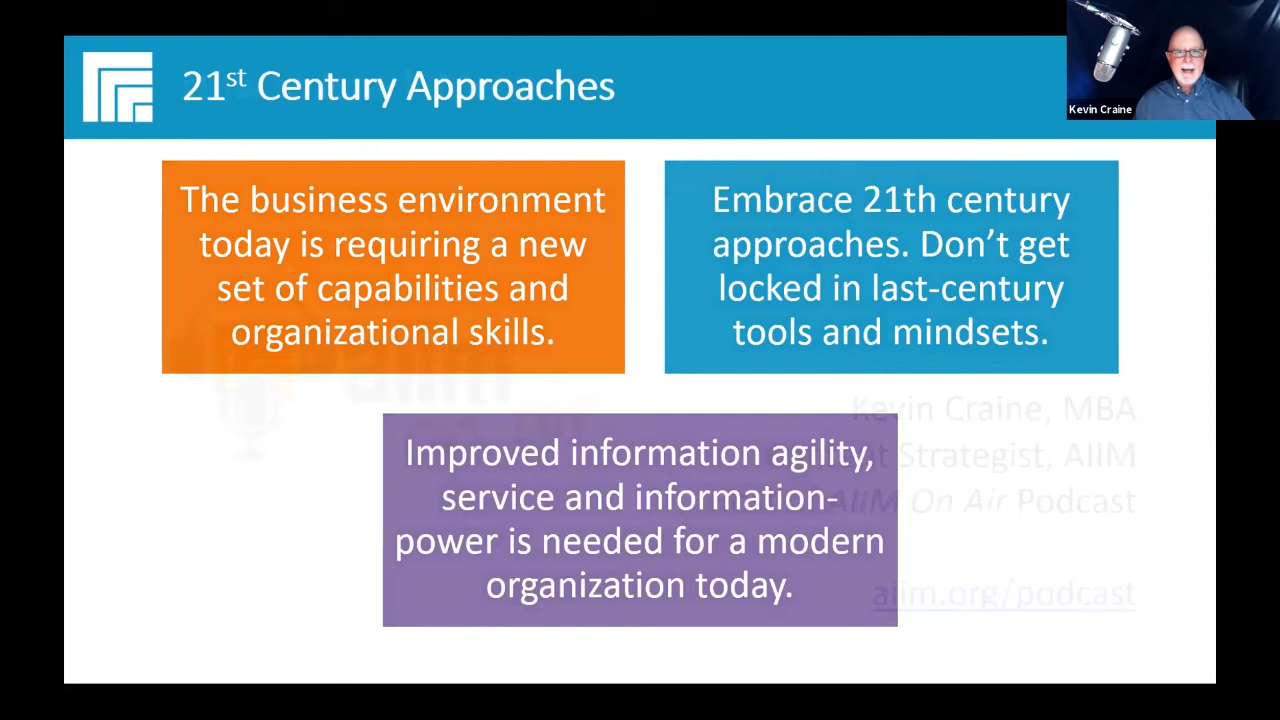 21st Century Approaches
Kevin Craine
The business environment
today is requiring a new
set of capabilities and
organizational skills.
Embrace 21th century
approaches. Don’t get
locked in last-century
tools and mindsets.
Improved information agility,
service and information-
power is needed for a modern
organization today.
Kevin Craine, MBA
Strategist, AIIM
AIIM On Air Podcast
aiim.org/podcast